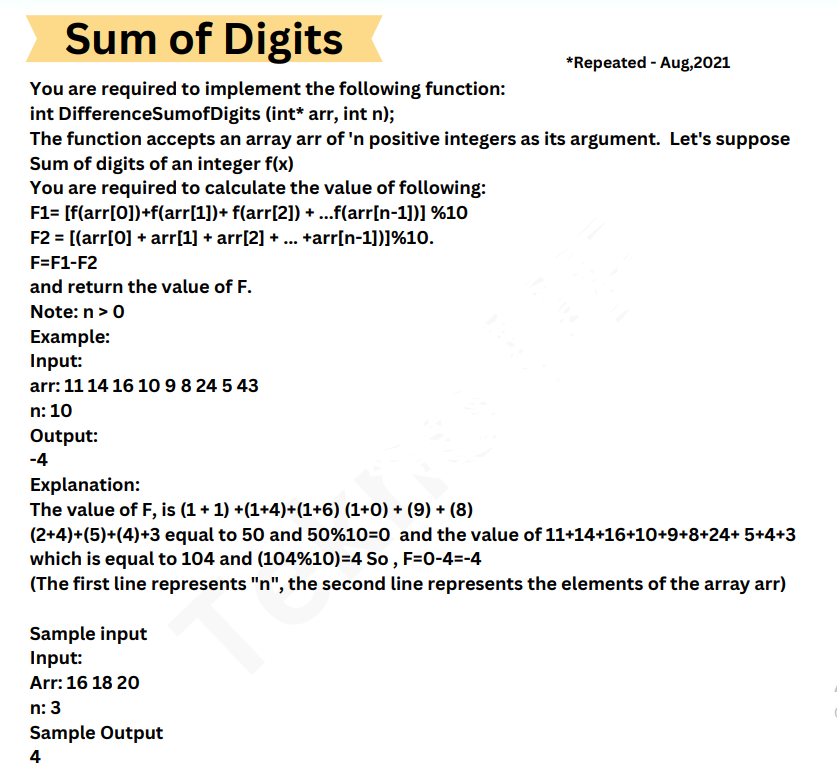 Sum of Digits
*Repeated - Aug,2021
You are required to implement the following function:
int DifferenceSumofDigits (int* arr, int n);
The function accepts an array arr of 'n positive integers as its argument. Let's suppose
Sum of digits of an integer f(x)
You are required to calculate the value of following:
F1= [f(arr[0])+f(arr[1])+ f(arr[2]) + ...f(arr[n-1])] %10
F2 = [(arr[0] + arr[1] + arr[2] + ... +arr[n-1])]%10.
F=F1-F2
and return the value of F.
Note: n > 0
Example:
Input:
arr: 11 14 16 10 9 8 24 5 43
n: 10
Output:
-4
Explanation:
The value of F, is (1 + 1) +(1+4)+(1+6) (1+0) + (9) + (8)
(2+4)+(5)+(4)+3 equal to 50 and 50%10=0 and the value of 11+14+16+10+9+8+24+ 5+4+3
which is equal to 104 and (104%10)=4 So , F=0-4=-4
(The first line represents "n", the second line represents the elements of the array arr)
Sample input
Input:
Arr: 16 18 20
n: 3
Sample Output
4